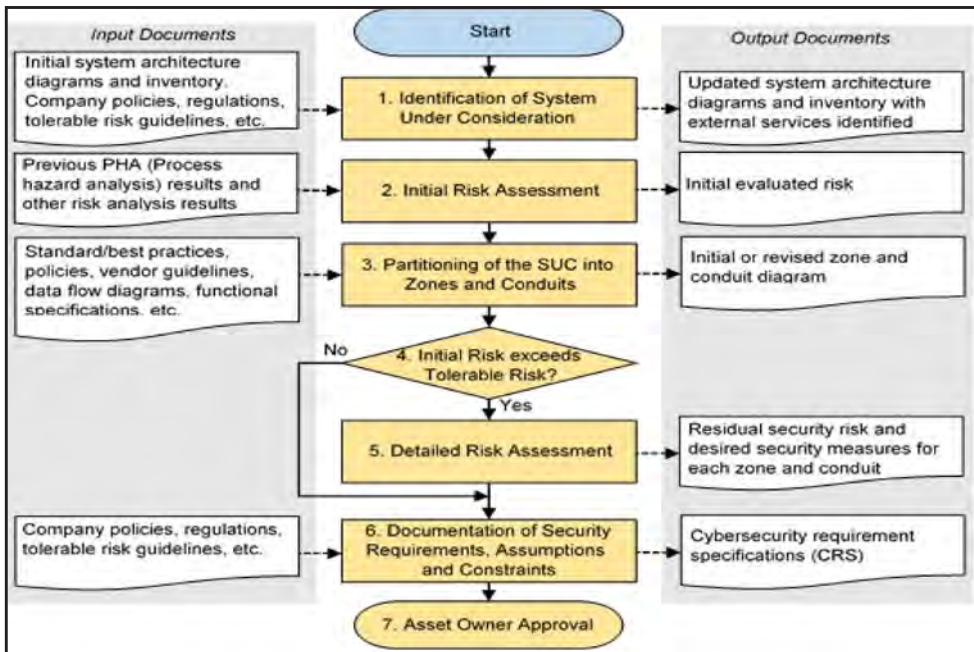 Input Documents
Start
Output Documents
Initial system architecture
diagrams and inventory.
Company policies, regulations,
tolerable risk guidelines, etc.
1. Identification of System
Under Consideration
Updated system architecture
diagrams and inventory with
external services identified
Previous PHA (Process
hazard analysis) results and
other risk analysis results
2. Initial Risk Assessment
Initial evaluated risk
Standard/best practices,
policies, vendor guidelines,
data flow diagrams, functional
specifications, etc.
3. Partitioning of the SUC into
Zones and Conduits
Initial or revised zone and
conduit diagram
No
4. Initial Risk exceeds
Tolerable Risk?
Yes
5. Detailed Risk Assessment
Residual security risk and
desired security measures for
each zone and conduit
Company policies, regulations,
tolerable risk guidelines, etc.
6. Documentation of Security
Requirements, Assumptions
and Constraints
Cybersecurity requirement
specifications (CRS)
7. Asset Owner Approval